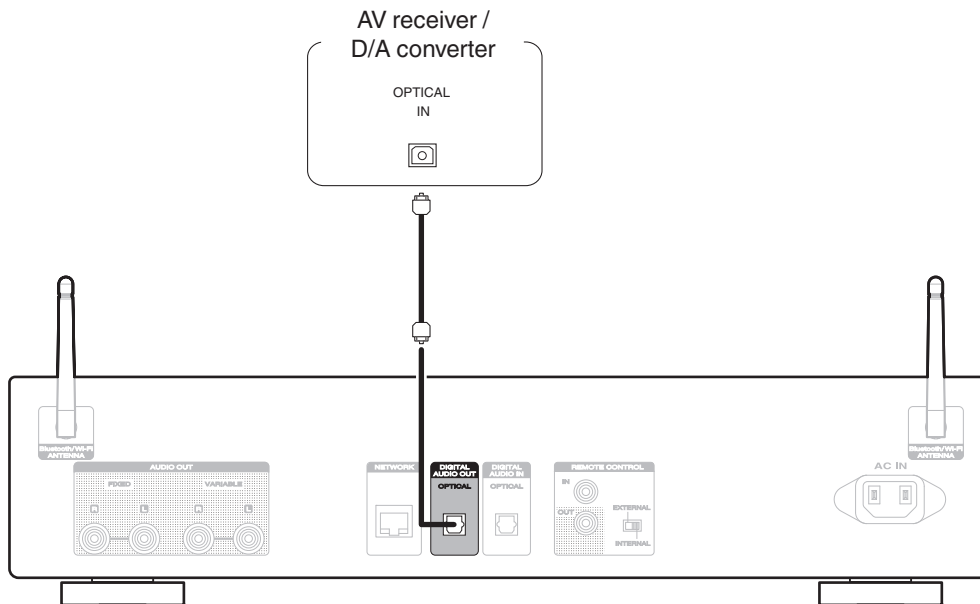 AV receiver /
D/A converter
OPTICAL
IN
Bluetooth/Wi-Fi
ANTENNA
Bluetooth/Wi-Fi
ANTENNA
AUDIO OUT
FIXED
VARIABLE
R
L
R
L
NETWORK
DIGITAL
AUDIO OUT
OPTICAL
DIGITAL
AUDIO IN
OPTICAL
REMOTE CONTROL
IN
OUT
EXTERNAL
INTERNAL
AC IN